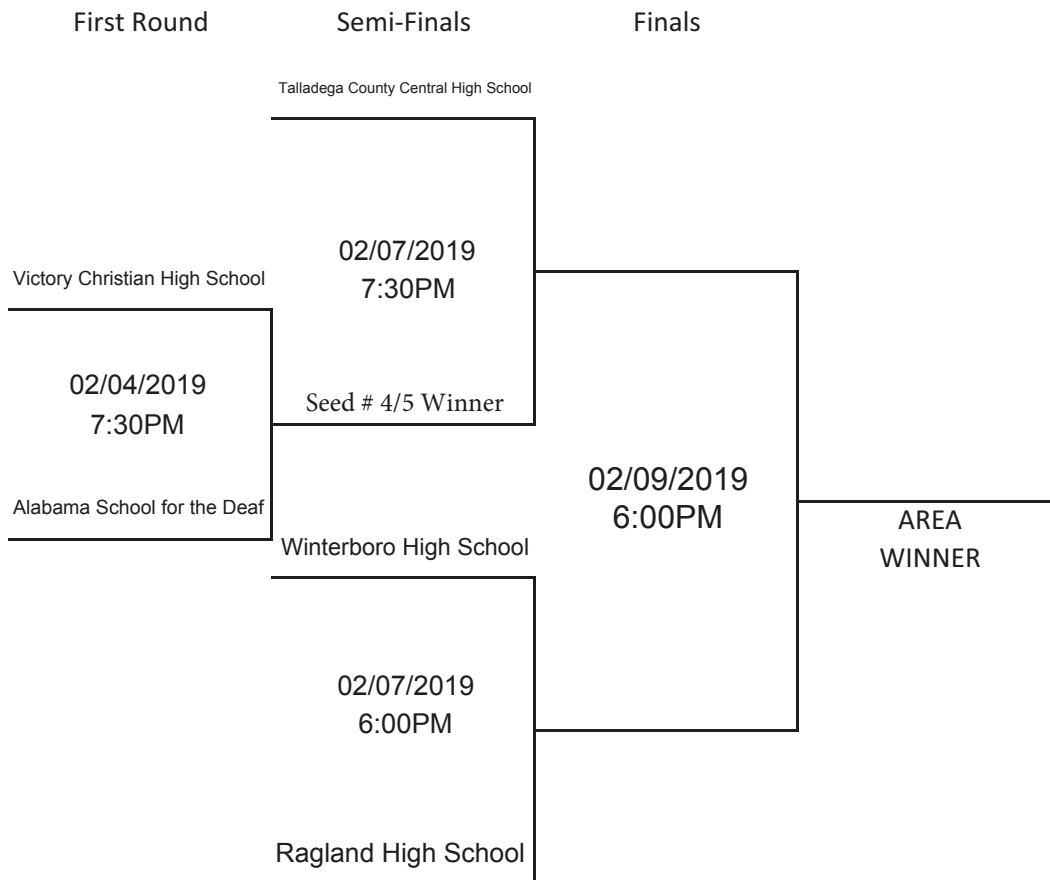 First Round
Semi-Finals
Finals
Talladega County Central High School
02/07/2019
7:30PM
Victory Christian High School
02/04/2019
7:30PM
Seed # 4/5 Winner
Alabama School for the Deaf
02/09/2019
6:00PM
AREA
WINNER
Winterboro High School
02/07/2019
6:00PM
Ragland High School